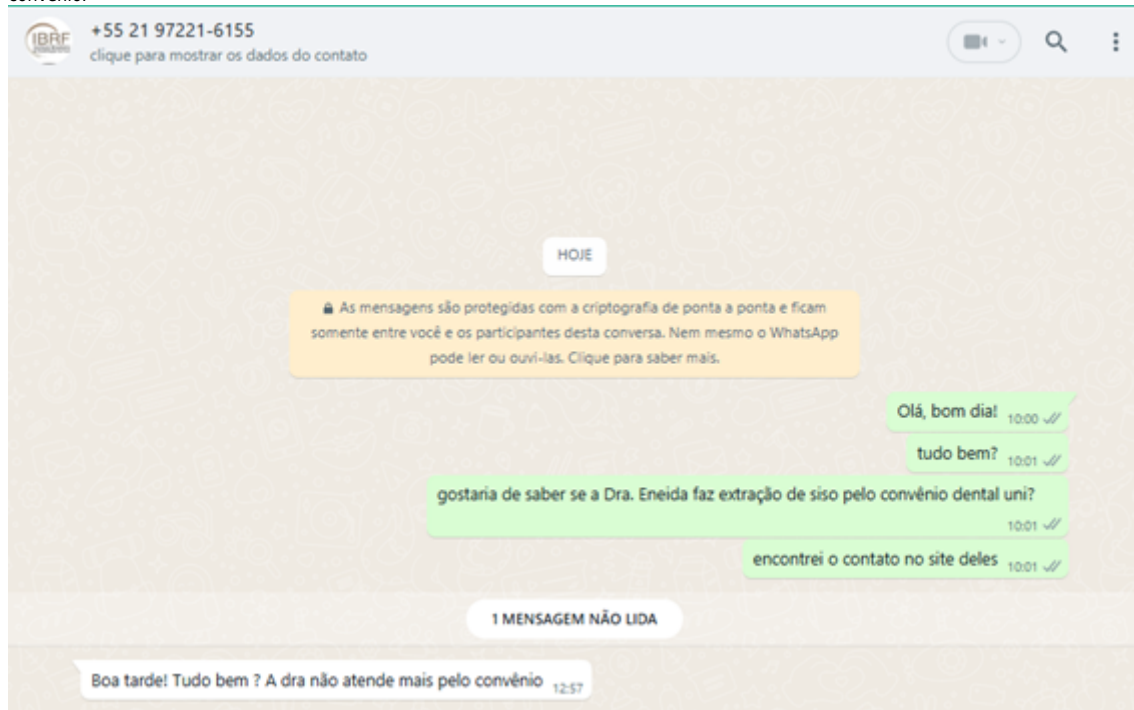 convênio.
IBRF
+55 21 97221-6155
clique para mostrar os dados do contato
HOJE
As mensagens são protegidas com a criptografia de ponta a ponta e ficam
somente entre você e os participantes desta conversa. Nem mesmo o WhatsApp
pode ler ou ouvi-las. Clique para saber mais.
Olá, bom dia! 10:00
tudo bem? 10:01
gostaria de saber se a Dra. Eneida faz extração de siso pelo convênio dental uni?
10:01
encontrei o contato no site deles 10:01
1 MENSAGEM NÃO LIDA
Boa tarde! Tudo bem ? A dra não atende mais pelo convênio 12:57